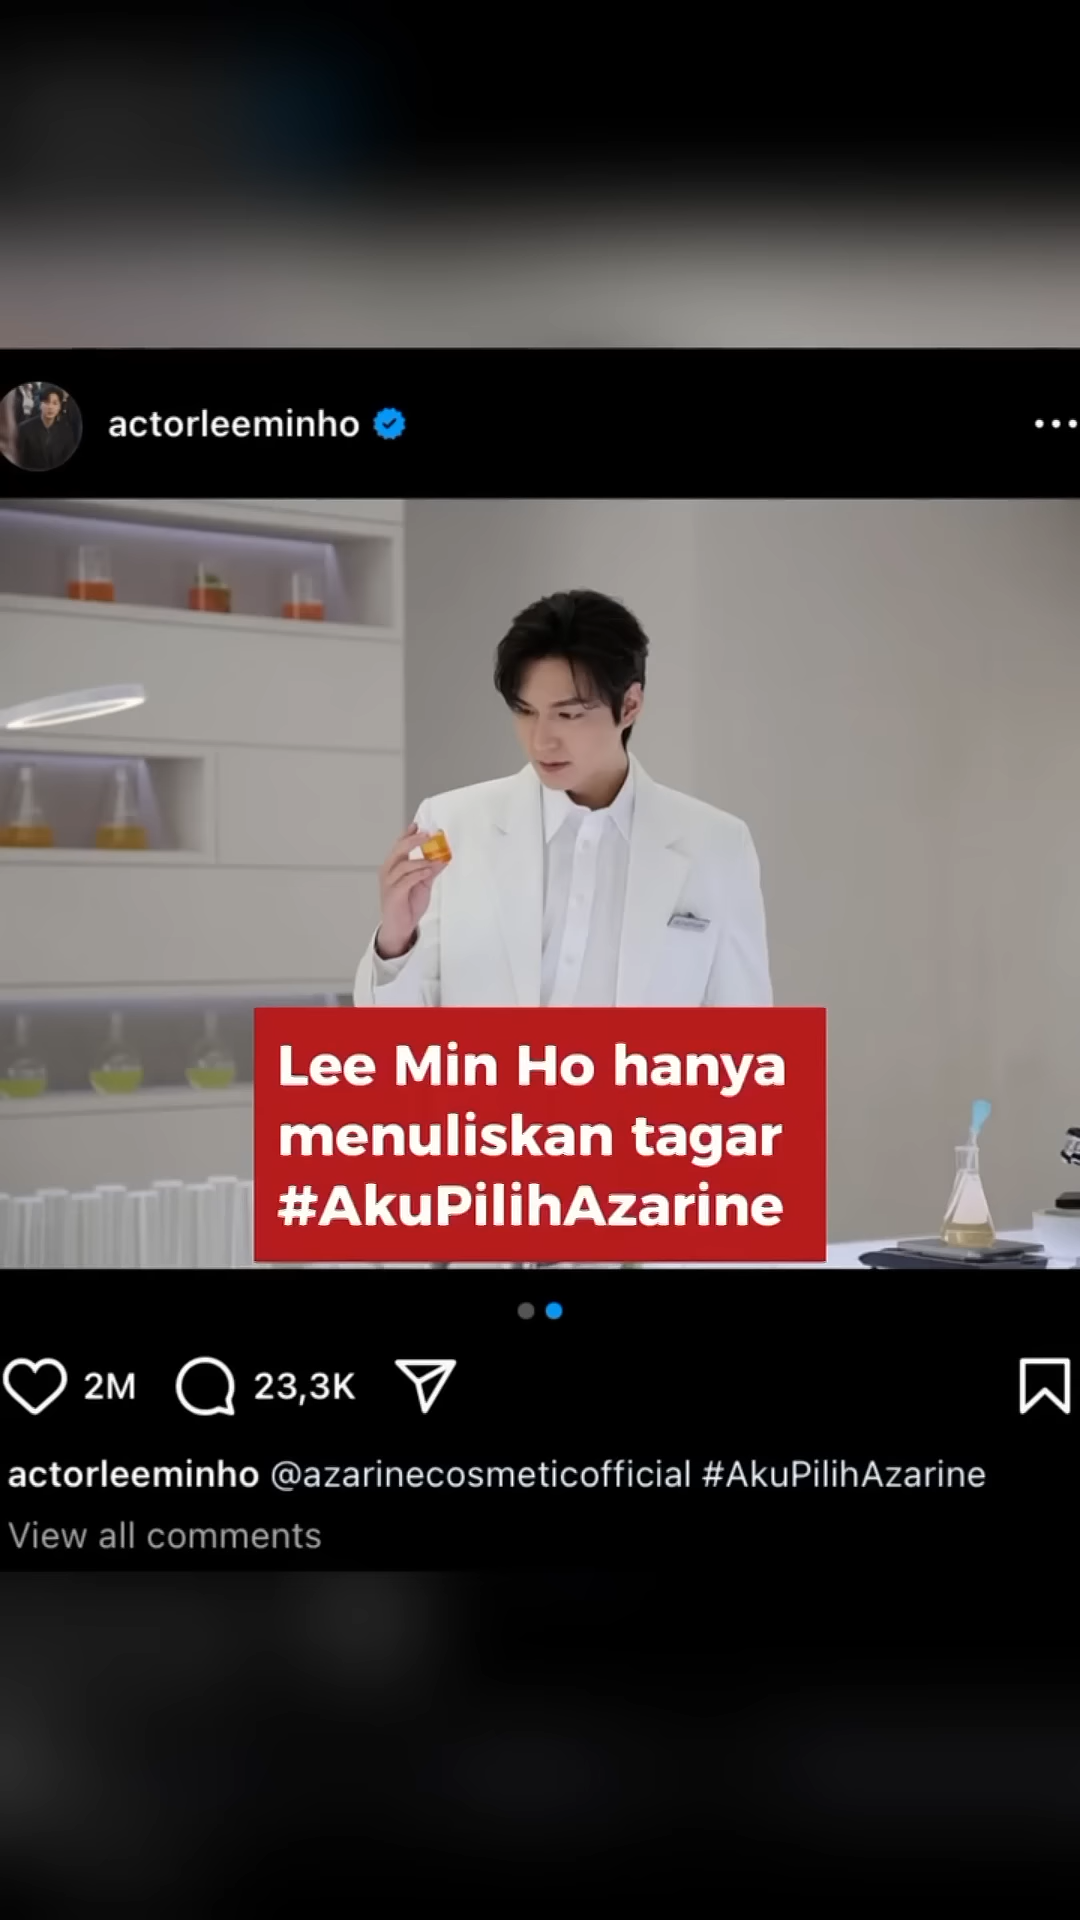 actorleeminho
Lee Min Ho hanya
menuliskan tagar
#AkuPilihAzarine
2M 23,3K
actorleeminho @azarinecosmeticofficial #AkuPilihAzarine
View all comments